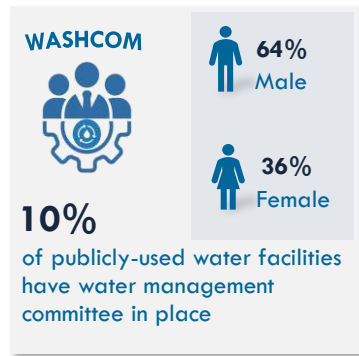 WASHCOM
64%
Male
36%
Female
10%
of publicly-used water facilities
have water management
committee in place